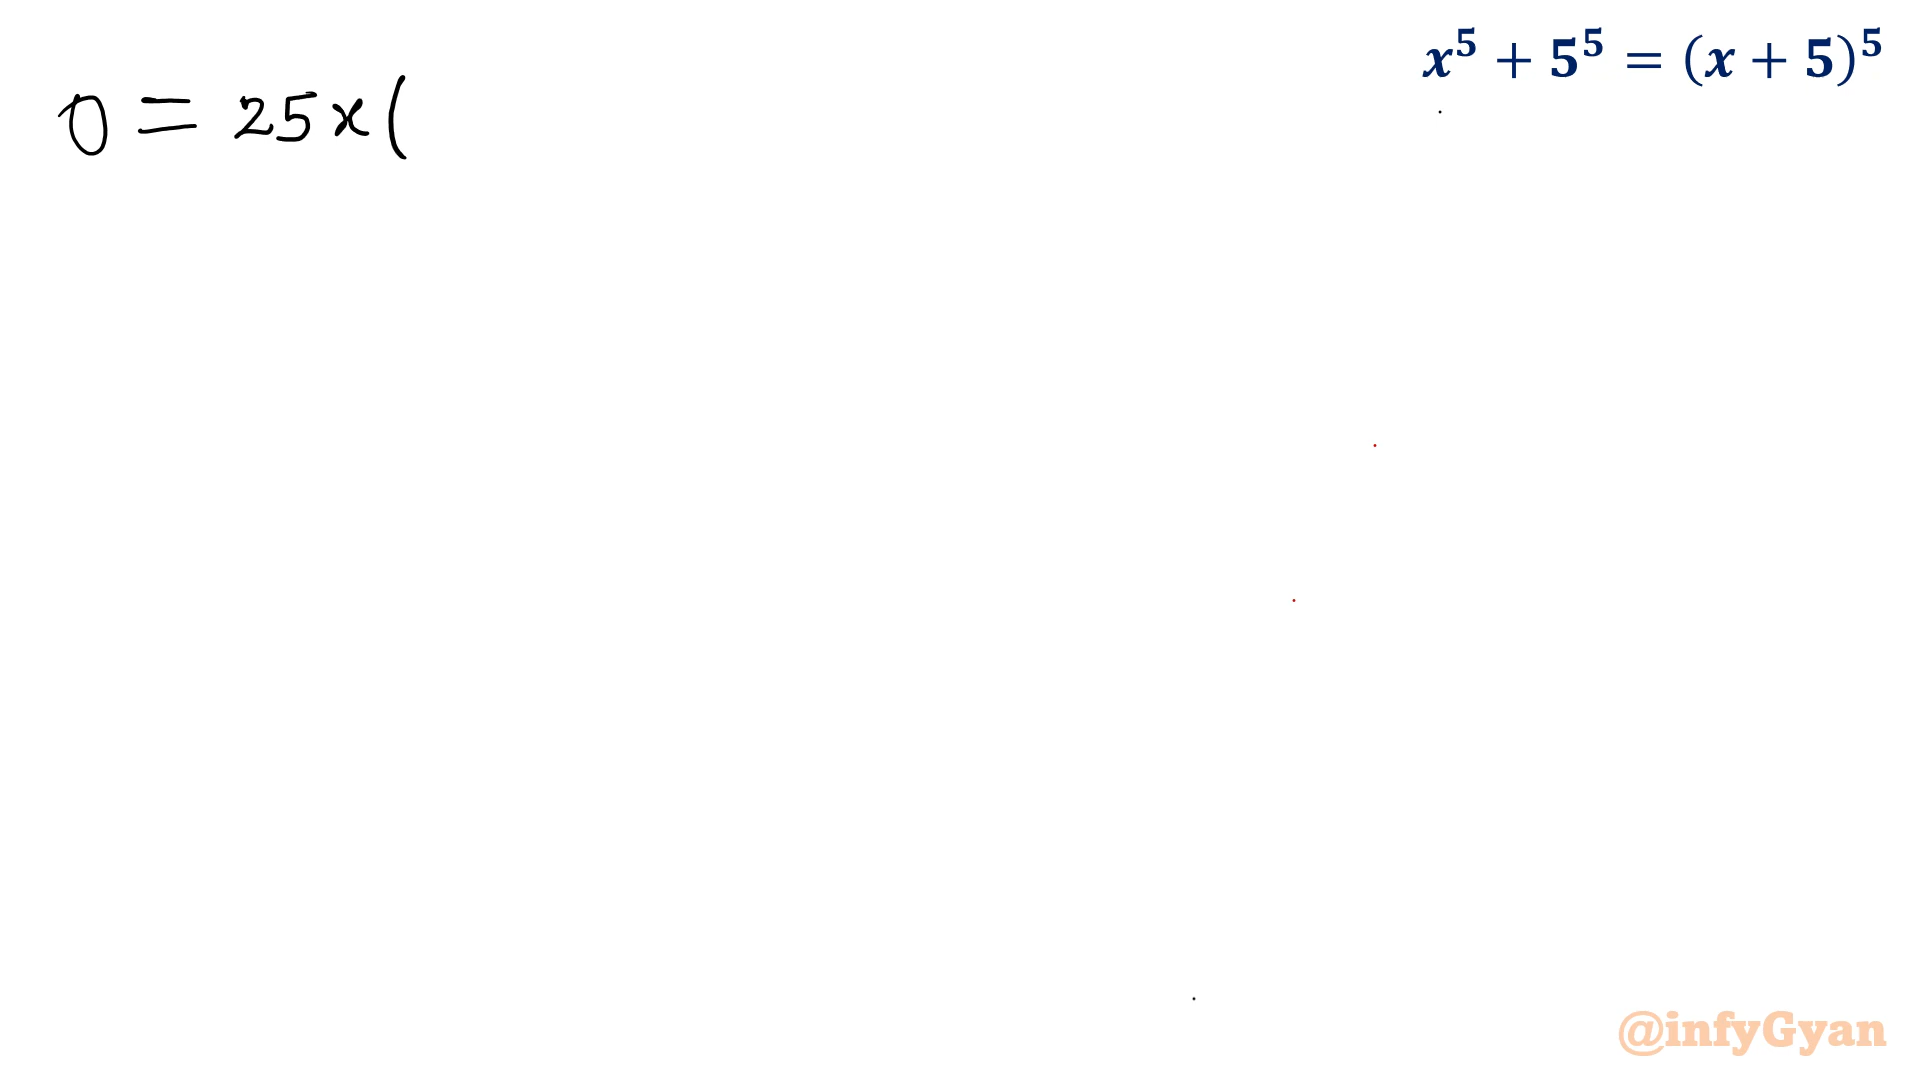 x⁵ + 5⁵ = (x + 5)⁵
0 = 25x(
@infyGyan